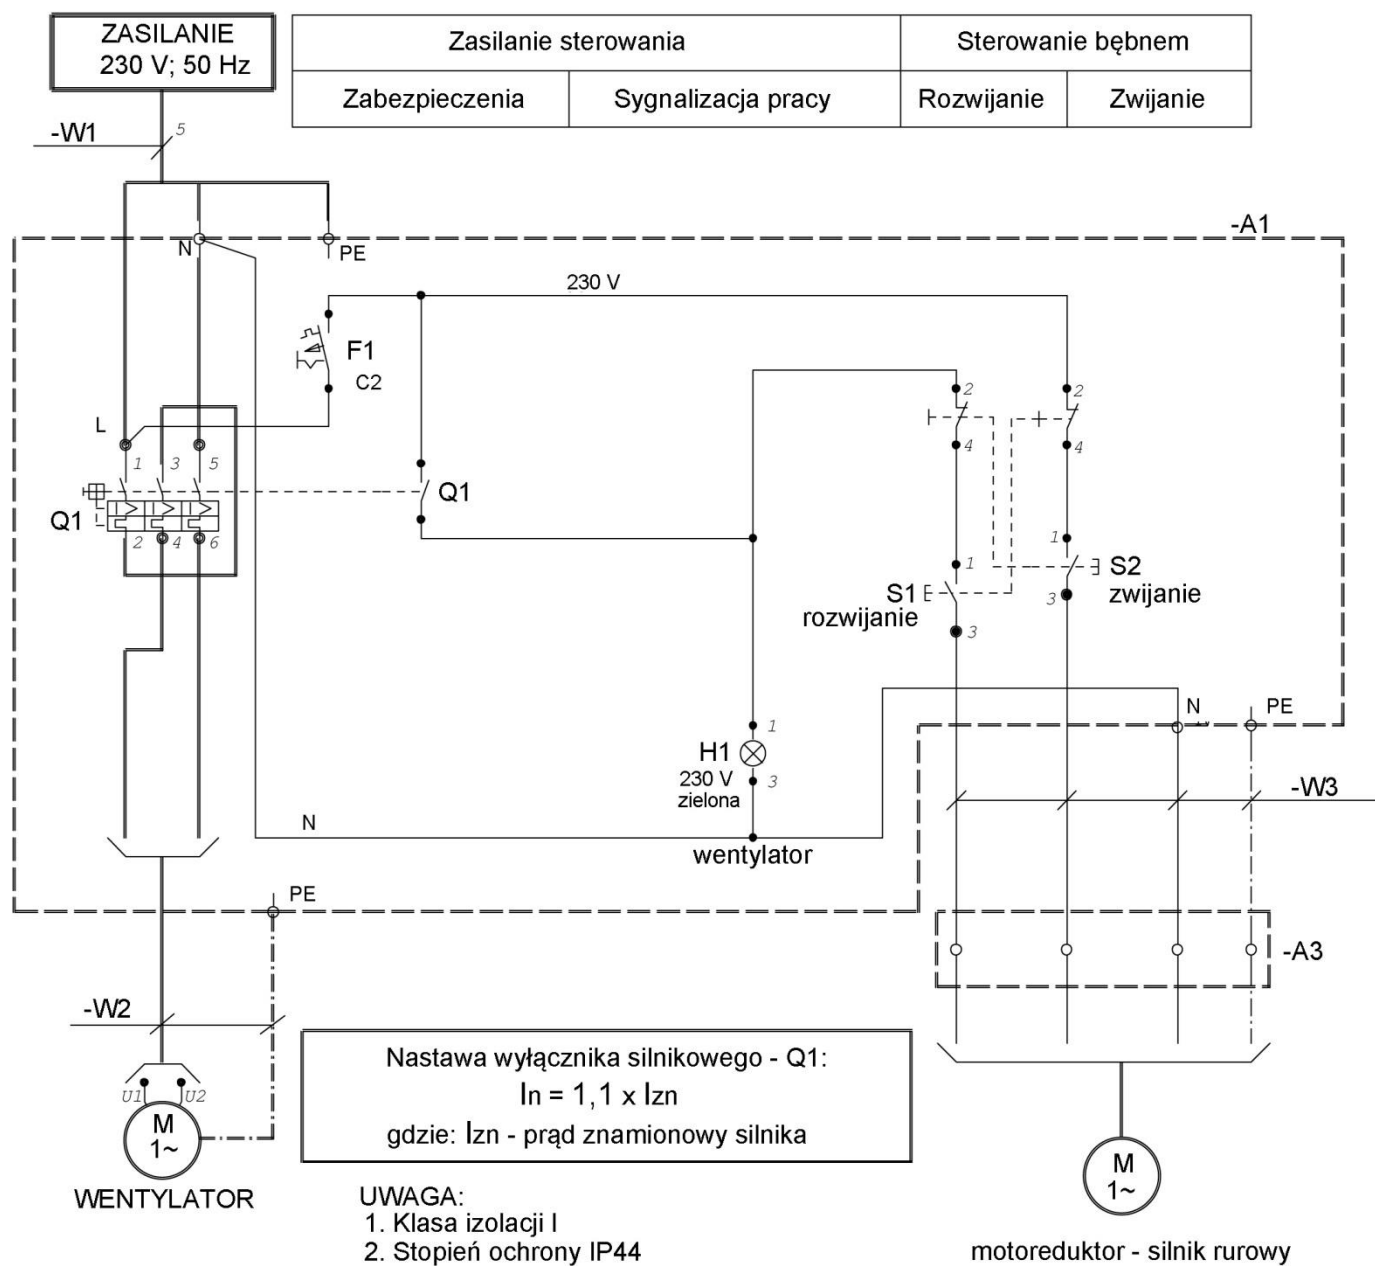 ZASILANIE
230 V; 50 Hz
Zasilanie sterowania
Sterowanie bębnem
Zabezpieczenia
Sygnalizacja pracy
Rozwijanie
Zwijanie
-W1
5
-A1
N
PE
230 V
F1
C2
2
2
L
4
4
1
3
5
Q1
Q1
2
4
6
1
1
S2
zwijanie
S1
rozwijanie
3
3
N
PE
1
H1
230 V
zielona
3
-W3
N
wentylator
PE
-A3
-W2
Nastawa wyłącznika silnikowego - Q1:
In = 1,1 x Izn
gdzie: Izn - prąd znamionowy silnika
U1
U2
M
1~
WENTYLATOR
M
1~
UWAGA:
1. Klasa izolacji I
2. Stopień ochrony IP44
motoreduktor - silnik rurowy